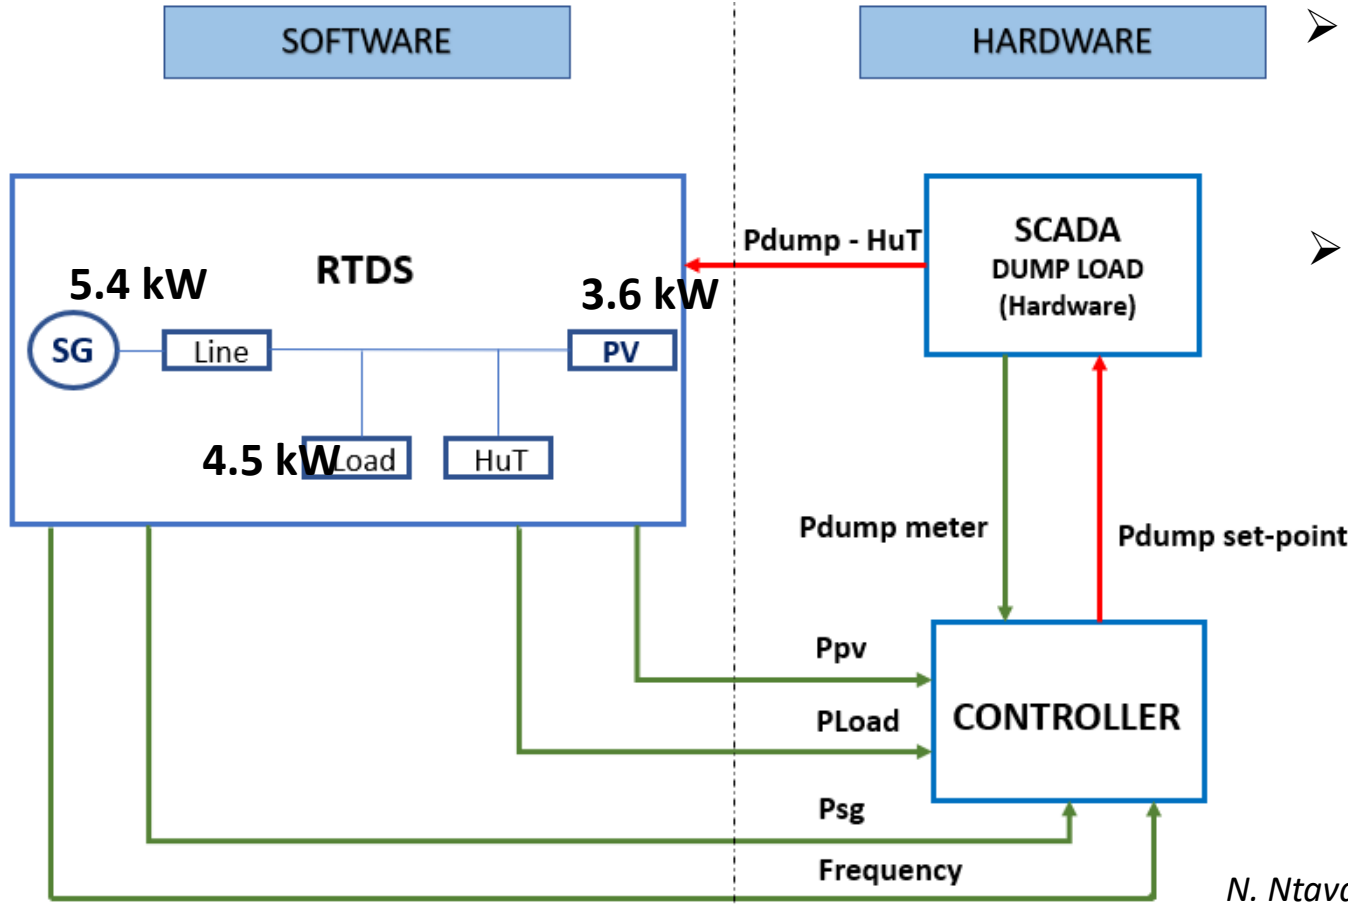 SOFTWARE
HARDWARE
RTDS
5.4 kW
3.6 kW
SG
Line
PV
4.5 kW
Load
HuT
Pdump - HuT
SCADA
DUMP LOAD
(Hardware)
Pdump meter
Pdump set-point
Ppv
PLoad
Psg
Frequency
CONTROLLER
N.